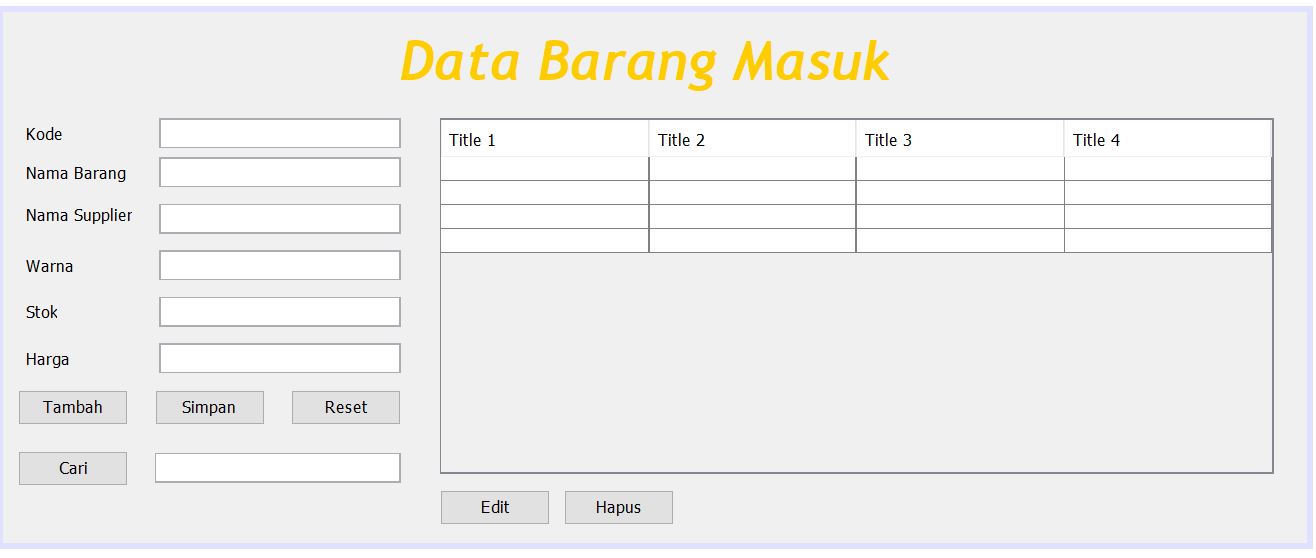 Data Barang Masuk
Kode
Nama Barang
Nama Supplier
Warna
Stok
Harga
Tambah Simpan Reset
Cari
Title 1 Title 2 Title 3 Title 4
Edit Hapus